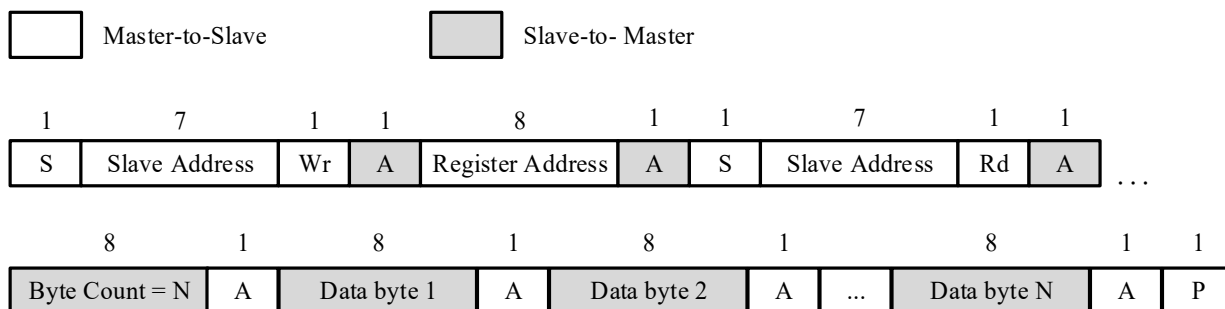 Master-to-Slave Slave-to- Master
1 7 1 1 8 1 1 7 1 1
S Slave Address Wr A Register Address A S Slave Address Rd A ...
8 1 8 1 8 1 8 1 1
Byte Count = N A Data byte 1 A Data byte 2 A ... Data byte N A P